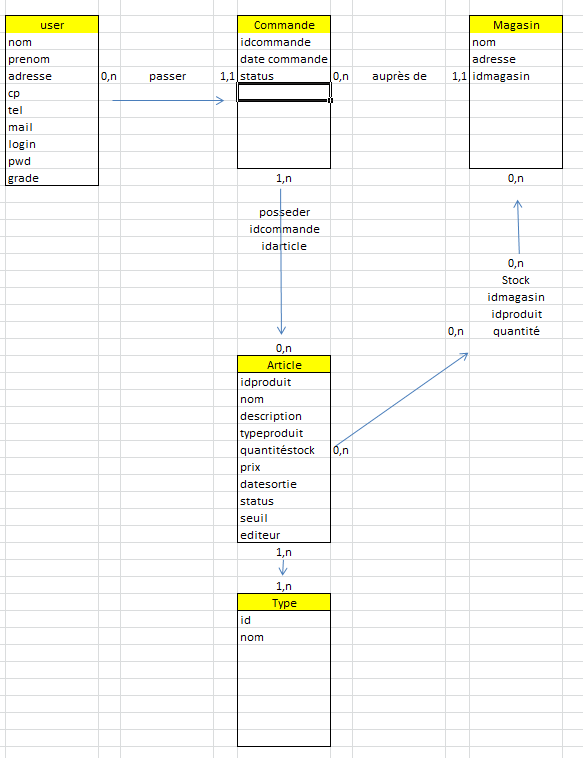 user
nom
prenom
adresse
cp
tel
mail
login
pwd
grade
0,n passer 1,1
Commande
idcommande
date commande
status
0,n auprès de 1,1
Magasin
nom
adresse
idmagasin
1,n
posseder
idcommande
idarticle
0,n
0,n
0,n
Stock
idmagasin
idproduit
0,n quantité
Article
idproduit
nom
description
typeproduit
quantitéstock 0,n
prix
datesortie
status
seuil
editeur
1,n
1,n
Type
id
nom